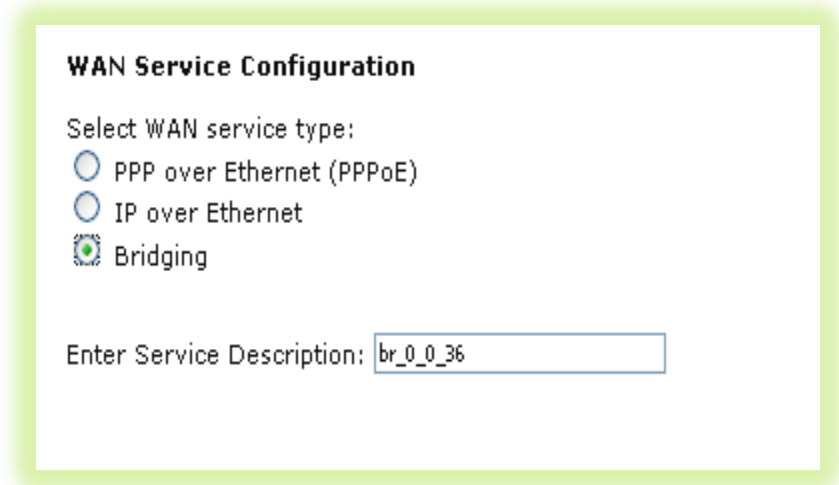 WAN Service Configuration
Select WAN service type:
PPP over Ethernet (PPPoE)
IP over Ethernet
Bridging
Enter Service Description: br_0_0_36